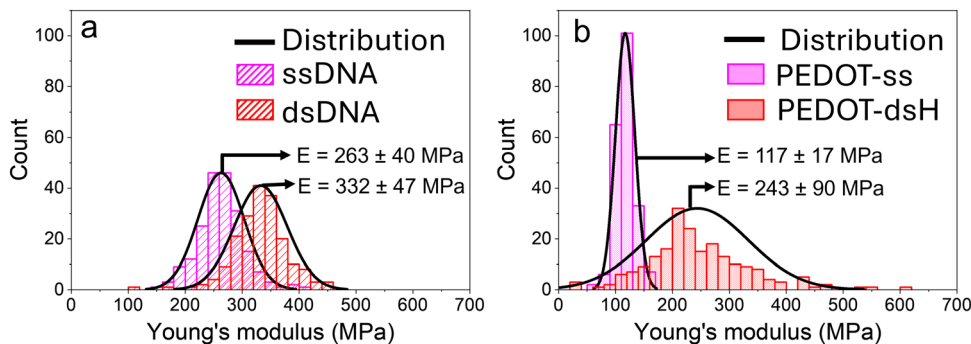 a
Distribution
ssDNA
dsDNA
E = 263 ± 40 MPa
E = 332 ± 47 MPa
Count
100
80
60
40
20
0
0 100 200 300 400 500 600 700
Young's modulus (MPa)
b
Distribution
PEDOT-ss
PEDOT-dsH
E = 117 ± 17 MPa
E = 243 ± 90 MPa
Count
100
80
60
40
20
0
0 100 200 300 400 500 600 700
Young's modulus (MPa)